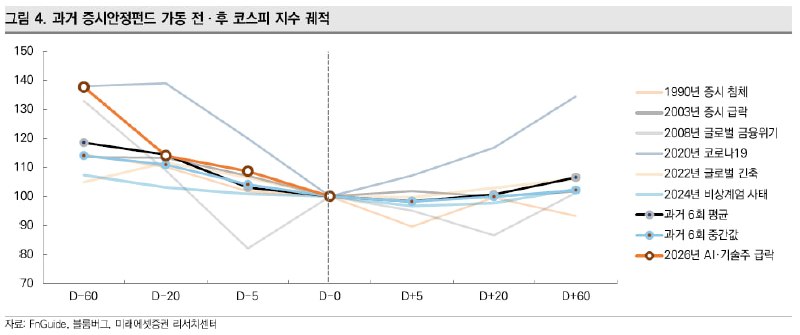 그림 4. 과거 증시안정펀드 가동 전·후 코스피 지수 궤적
150
140
130
120
110
100
90
80
70
D-60
D-20
D-5
D-0
D+5
D+20
D+60
1990년 증시 침체
2003년 증시 급락
2008년 글로벌 금융위기
2020년 코로나19
2022년 글로벌 긴축
2024년 비상계엄 사태
과거 6회 평균
과거 6회 중간값
2026년 AI·기술주 급락
자료: FnGuide, 블룸버그, 미래에셋증권 리서치센터